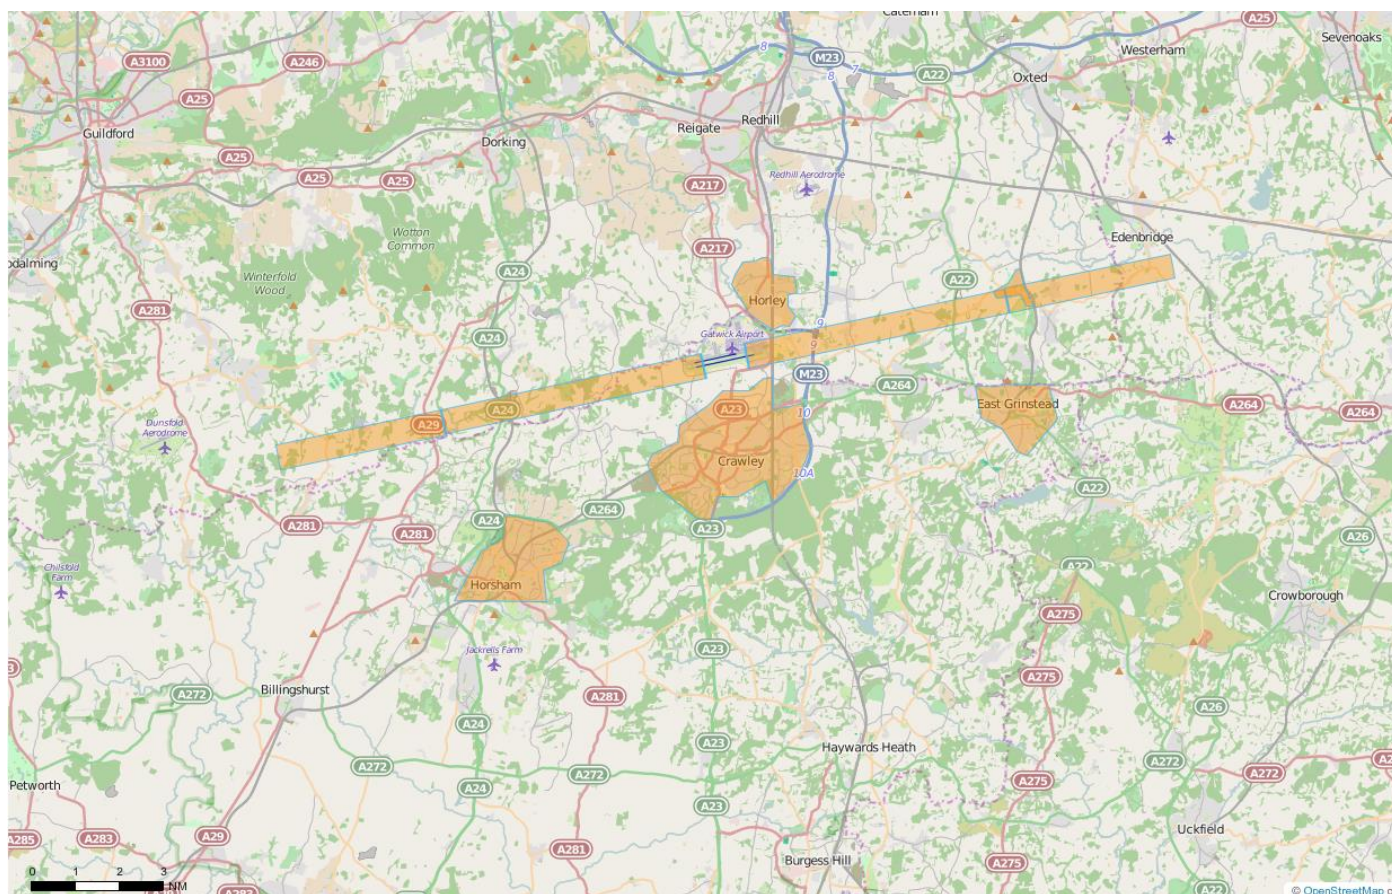 Caterham
A25
Sevenoaks
A3100
A246
8
M23
7
8
Westerham
A22
Oxted
A25
Guildford
Reigate
Redhill
Dorking
A25
A25
A25
A217
Redhill Aerodrome
Wotton
Common
A217
Edenbridge
odalming
A24
Winterfold
Wood
A22
A281
Horley
Gatwick Airport
9
9
A24
M23
A264
A24
A23
10
East Grinstead
A264
A264
Dunsfold
Aerodrome
A29
Crawley
10A
A22
A281
A24
A264
A23
A281
A26
Chilsfold
Farm
Horsham
A22
Crowborough
A275
Jackrells Farm
A23
A275
Billingshurst
A272
A281
A26
A24
A23
Haywards Heath
A272
A272
A272
A272
Petworth
A24
A275
A23
A285
A283
A29
A281
Uckfield
Burgess Hill
A275
0 1 2 3
NM
A283
A22
© OpenStreetMap